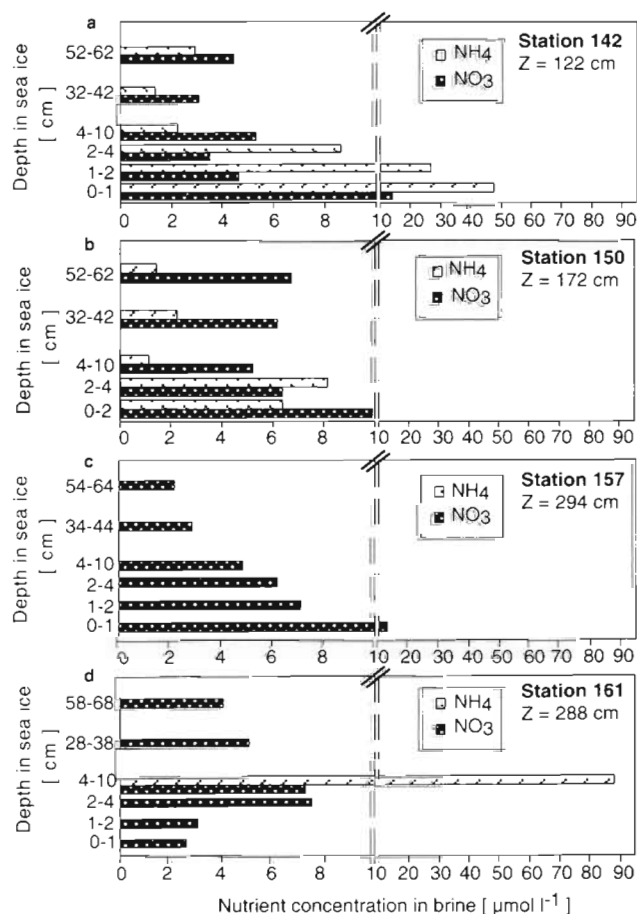 a
Station 142
Z = 122 cm
NH4
NO3
Depth in sea ice
[ cm ]
52-62
32-42
4-10
2-4
1-2
0-1
0 2 4 6 8 10 20 30 40 50 60 70 80 90
b
Station 150
Z = 172 cm
NH4
NO3
Depth in sea ice
[ cm ]
52-62
32-42
4-10
2-4
0-2
0 2 4 6 8 10 20 30 40 50 60 70 80 90
c
Station 157
Z = 294 cm
NH4
NO3
Depth in sea ice
[ cm ]
54-64
34-44
4-10
2-4
1-2
0-1
0 2 4 6 8 10 20 30 40 50 60 70 80 90
d
Station 161
Z = 288 cm
NH4
NO3
Depth in sea ice
[ cm ]
58-68
28-38
4-10
2-4
1-2
0-1
0 2 4 6 8 10 20 30 40 50 60 70 80 90
Nutrient concentration in brine [ µmol l-1 ]